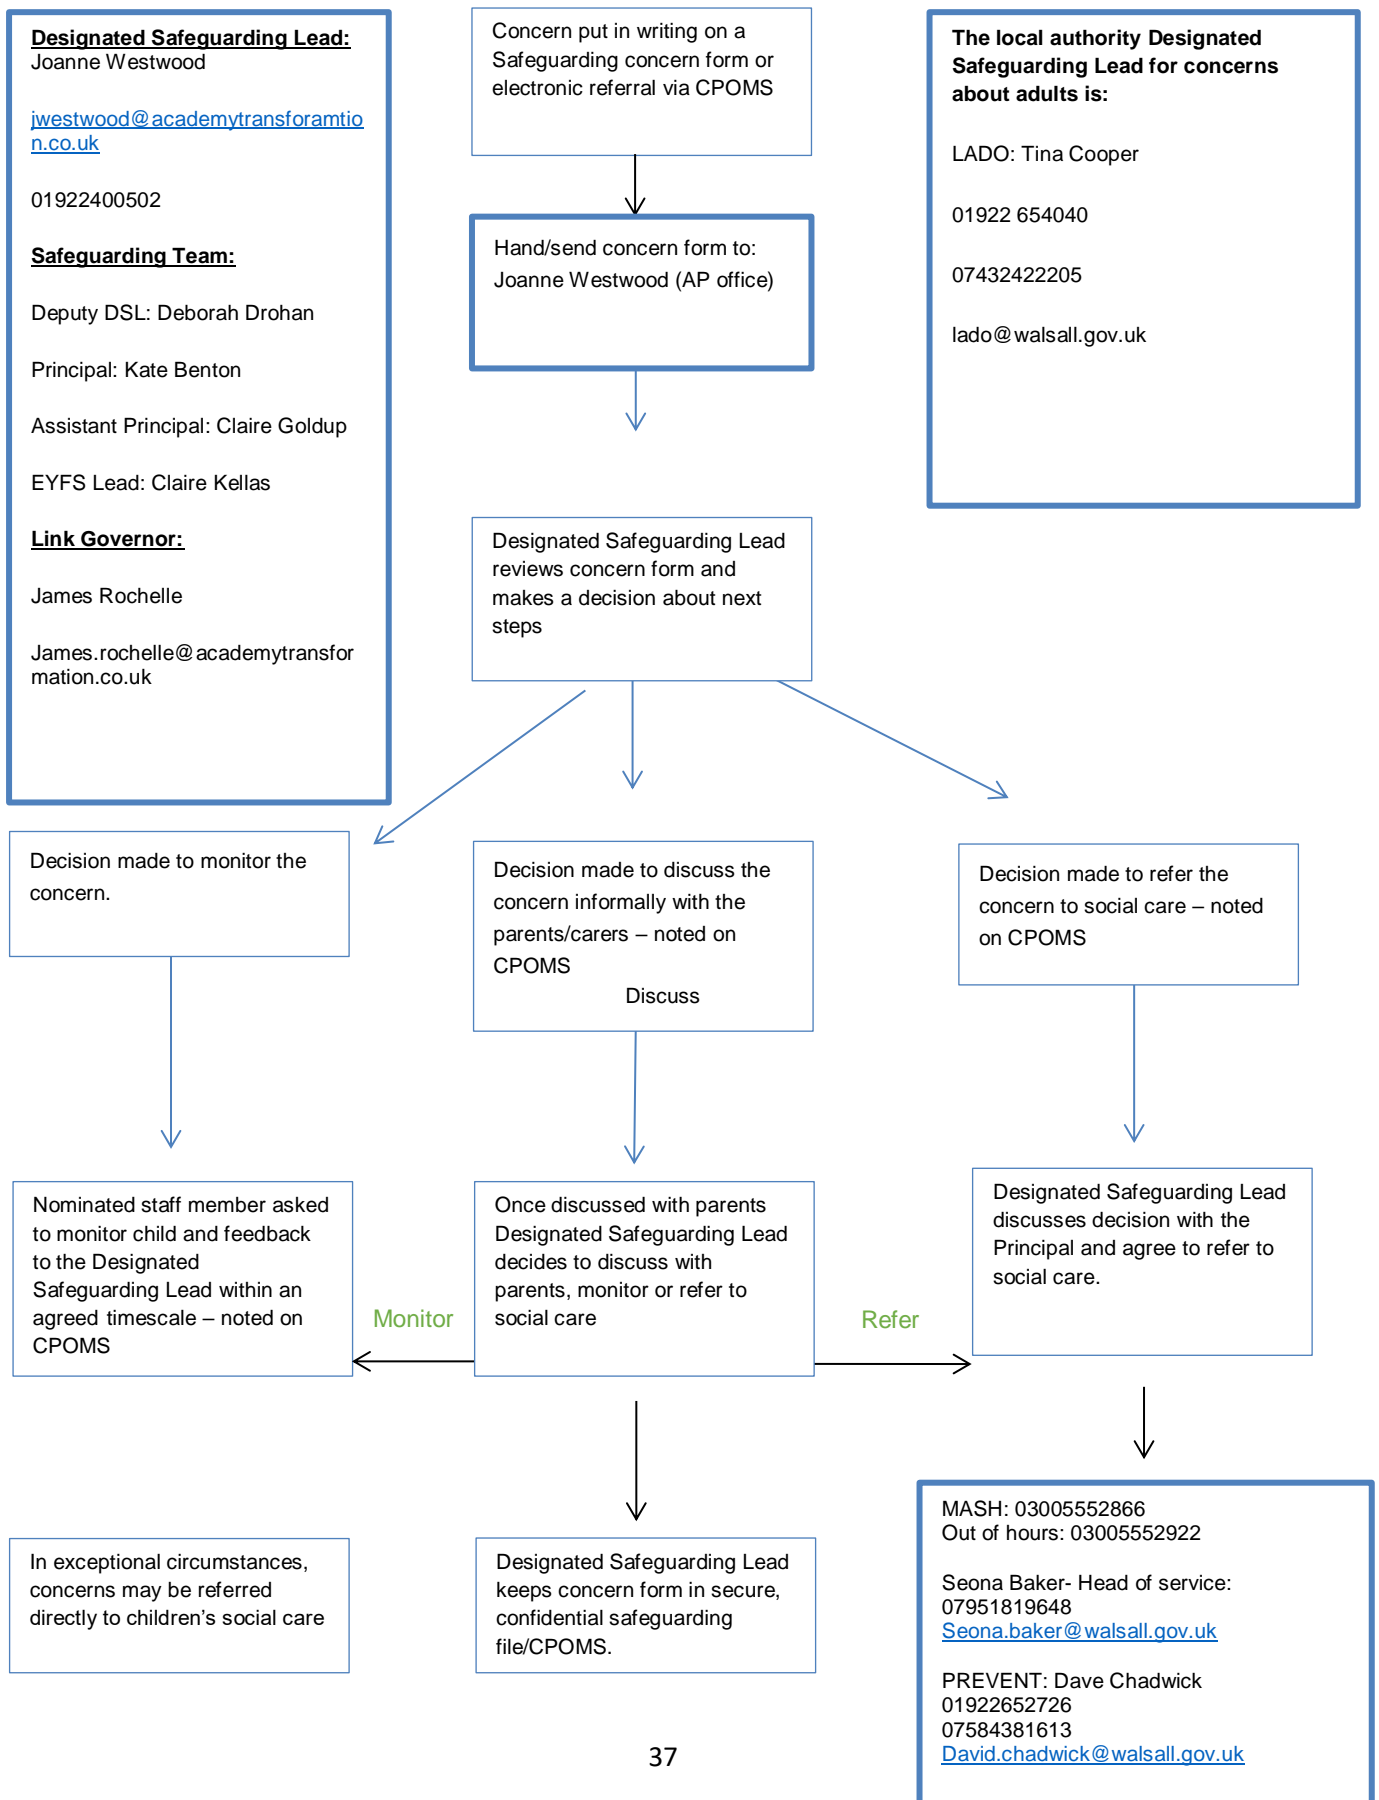 Designated Safeguarding Lead:
Joanne Westwood
jwestwood@academytransforamtio
n.co.uk
01922400502
Safeguarding Team:
Deputy DSL: Deborah Drohan
Principal: Kate Benton
Assistant Principal: Claire Goldup
EYFS Lead: Claire Kellas
Link Governor:
James Rochelle
James.rochelle@academytransfor
mation.co.uk
Concern put in writing on a
Safeguarding concern form or
electronic referral via CPOMS
Hand/send concern form to:
Joanne Westwood (AP office)
The local authority Designated
Safeguarding Lead for concerns
about adults is:
LADO: Tina Cooper
01922 654040
07432422205
lado@walsall.gov.uk
Designated Safeguarding Lead
reviews concern form and
makes a decision about next
steps
Decision made to monitor the
concern.
Decision made to discuss the
concern informally with the
parents/carers – noted on
CPOMS
Discuss
Decision made to refer the
concern to social care – noted
on CPOMS
Nominated staff member asked
to monitor child and feedback
to the Designated
Safeguarding Lead within an
agreed timescale – noted on
CPOMS
Monitor
Once discussed with parents
Designated Safeguarding Lead
decides to discuss with
parents, monitor or refer to
social care
Refer
Designated Safeguarding Lead
discusses decision with the
Principal and agree to refer to
social care.
In exceptional circumstances,
concerns may be referred
directly to children’s social care
Designated Safeguarding Lead
keeps concern form in secure,
confidential safeguarding
file/CPOMS.
MASH: 03005552866
Out of hours: 03005552922
Seona Baker- Head of service:
07951819648
Seona.baker@walsall.gov.uk
PREVENT: Dave Chadwick
01922652726
07584381613
David.chadwick@walsall.gov.uk
37